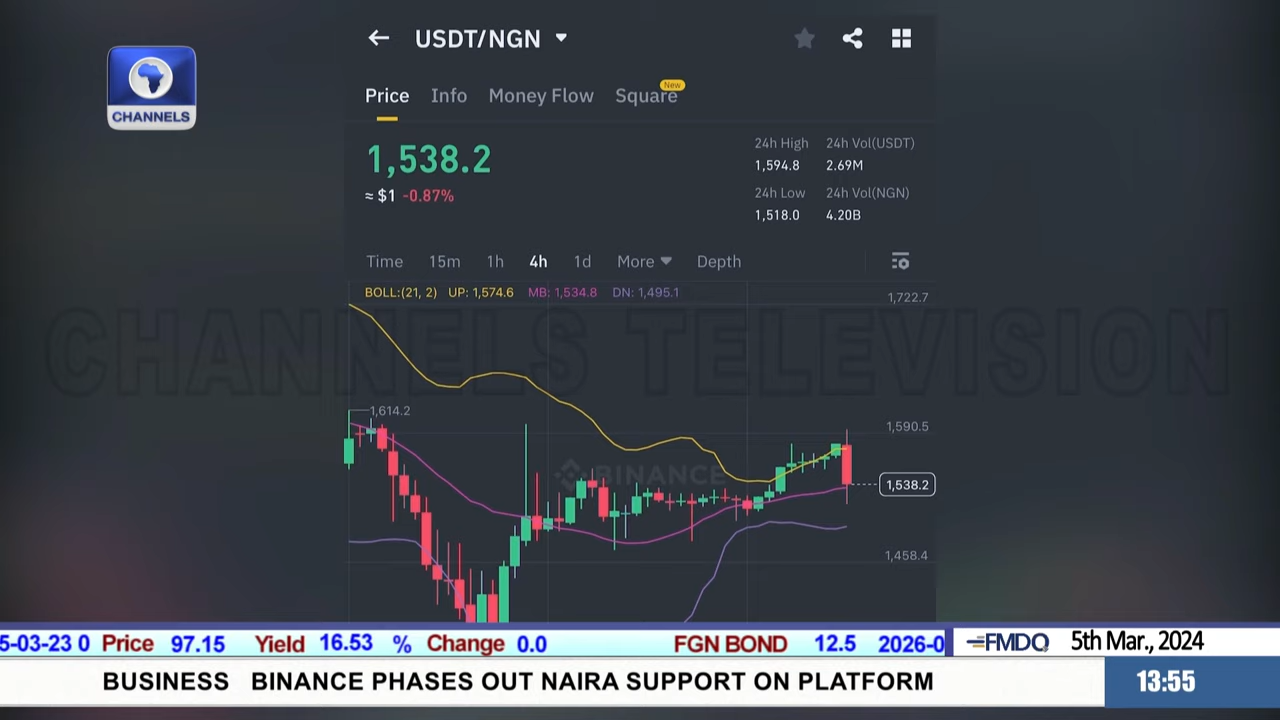 USDT/NGN
CHANNELS
Price Info Money Flow Square New
1,538.2
≈ $1 -0.87%
24h High 24h Vol(USDT)
1,594.8 2.69M
24h Low 24h Vol(NGN)
1,518.0 4.20B
Time 15m 1h 4h 1d More Depth
BOLL:(21, 2) UP: 1,574.6 MB: 1,534.8 DN: 1,495.1
1,722.7
CHANNELS TELEVISION
1,614.2
1,590.5
BINANCE
1,538.2
1,458.4
5-03-23 0 Price 97.15 Yield 16.53 % Change 0.0 FGN BOND 12.5 2026-0 FMDQ 5th Mar., 2024
BUSINESS BINANCE PHASES OUT NAIRA SUPPORT ON PLATFORM 13:55